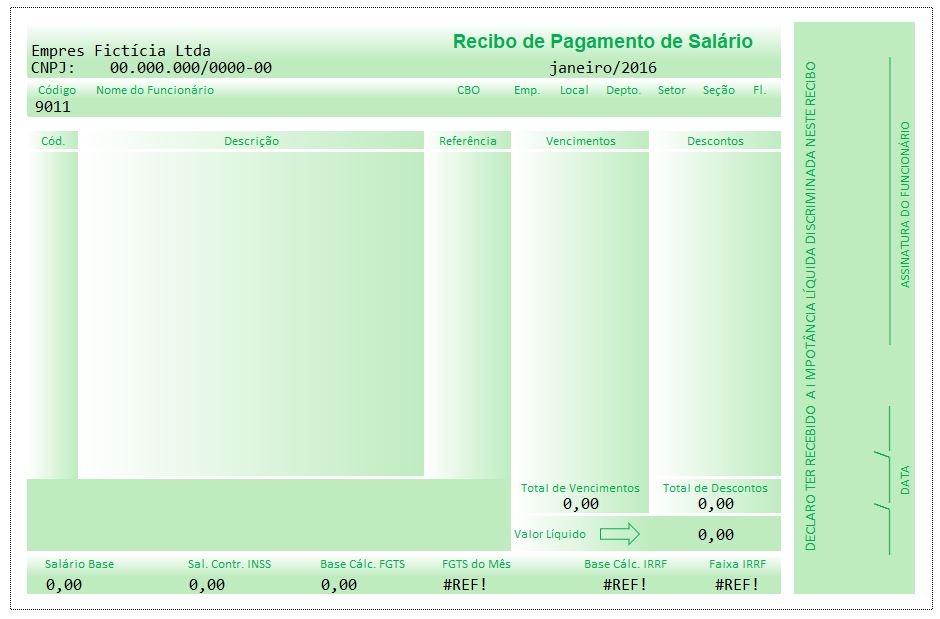 Recibo de Pagamento de Salário
Empres Fictícia Ltda
CNPJ: 00.000.000/0000-00
janeiro/2016
Código Nome do Funcionário CBO Emp. Local Depto. Setor Seção Fl.
9011
Cód. Descrição Referência Vencimentos Descontos
Total de Vencimentos Total de Descontos
0,00 0,00
Valor Líquido 0,00
Salário Base Sal. Contr. INSS Base Cálc. FGTS FGTS do Mês Base Cálc. IRRF Faixa IRRF
0,00 0,00 0,00 #REF! #REF! #REF!
DECLARO TER RECEBIDO A I MPOTÂNCIA LÍQUIDA DISCRIMINADA NESTE RECIBO
ASSINATURA DO FUNCIONÁRIO
DATA